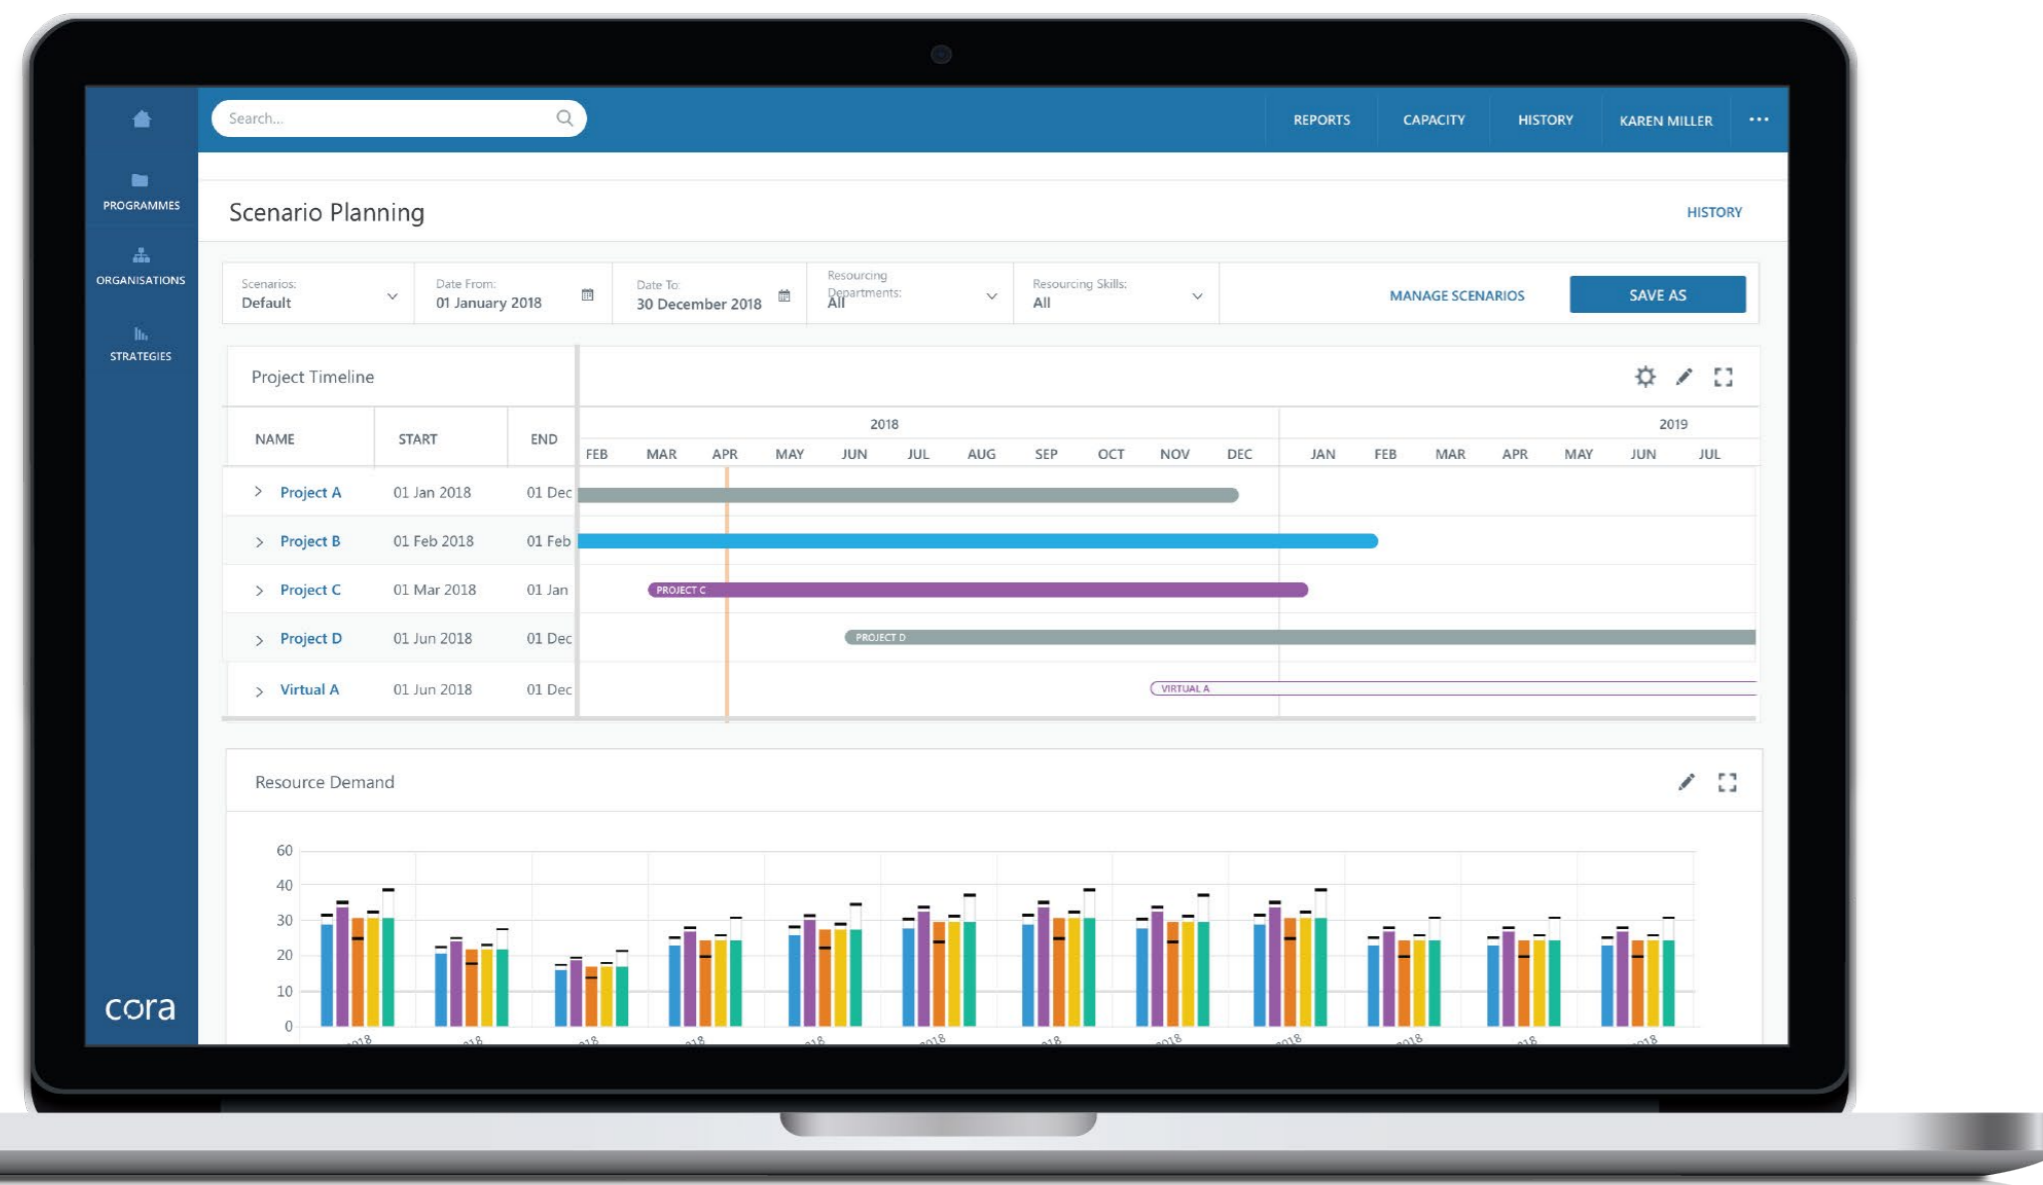 Search...
REPORTS
CAPACITY
HISTORY
KAREN MILLER
PROGRAMMES
ORGANISATIONS
STRATEGIES
cora
Scenario Planning
HISTORY
Scenarios:
Default
Date From:
01 January 2018
Date To:
30 December 2018
Resourcing
Departments:
All
Resourcing Skills:
All
MANAGE SCENARIOS
SAVE AS
Project Timeline
NAME START END
2018 2019
FEB MAR APR MAY JUN JUL AUG SEP OCT NOV DEC JAN FEB MAR APR MAY JUN JUL
Project A 01 Jan 2018 01 Dec
Project B 01 Feb 2018 01 Feb
Project C 01 Mar 2018 01 Jan PROJECT C
Project D 01 Jun 2018 01 Dec PROJECT D
Virtual A 01 Jun 2018 01 Dec VIRTUAL A
Resource Demand
60
40
30
20
10
0